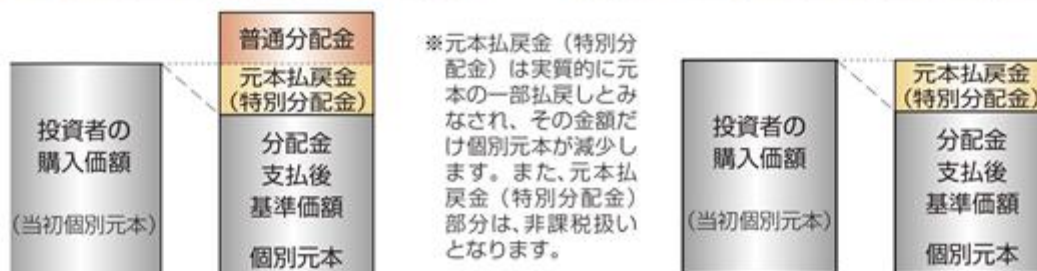 投資者の
購入価額
(当初個別元本)
普通分配金
元本払戻金
(特別分配金)
分配金
支払後
基準価額
個別元本
※元本払戻金(特別分
配金)は実質的に元
本の一部払戻しとみ
なされ、その金額だ
け個別元本が減少し
ます。また、元本払
戻金(特別分配金)
部分は、非課税扱い
となります。
投資者の
購入価額
(当初個別元本)
元本払戻金
(特別分配金)
分配金
支払後
基準価額
個別元本